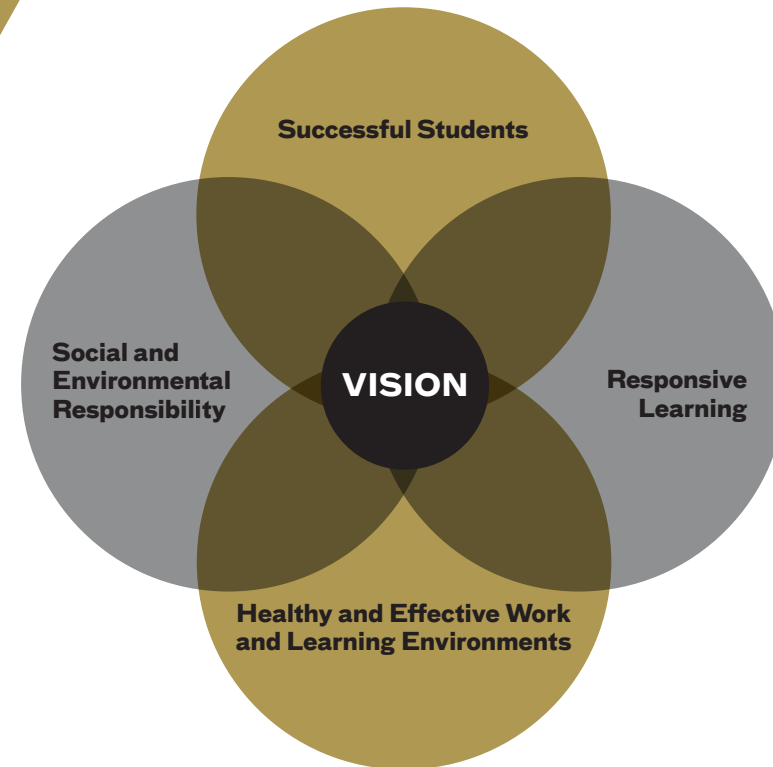 Successful Students
Social and
Environmental
Responsibility
VISION
Responsive
Learning
Healthy and Effective Work
and Learning Environments